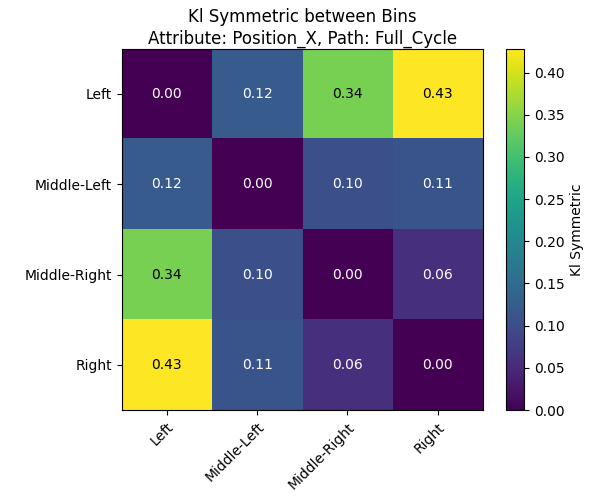 Kl Symmetric between Bins
Attribute: Position_X, Path: Full_Cycle
Left 0.00 0.12 0.34 0.43
Middle-Left 0.12 0.00 0.10 0.11
Middle-Right 0.34 0.10 0.00 0.06
Right 0.43 0.11 0.06 0.00
Left Middle-Left Middle-Right Right
0.40
0.35
0.30
0.25
0.20
0.15
0.10
0.05
0.00
Kl Symmetric